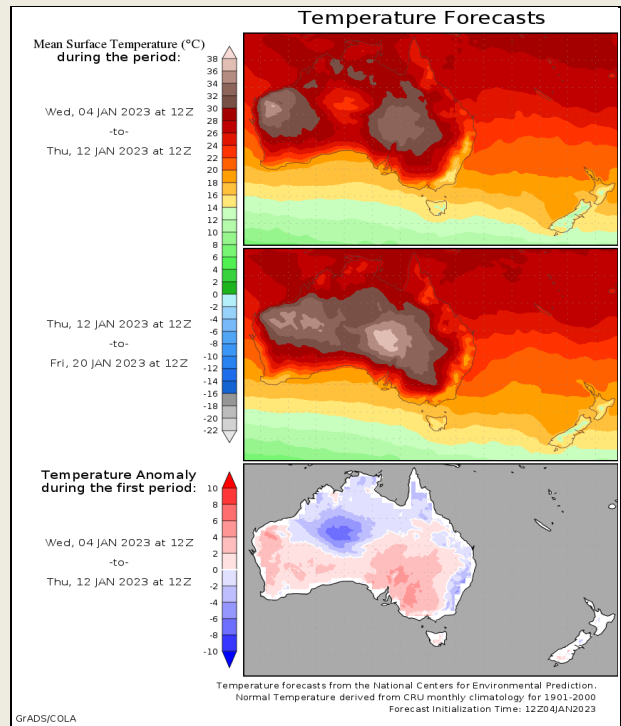 Temperature Forecasts
Mean Surface Temperature (°C)
during the period:
Wed, 04 JAN 2023 at 12Z
-to-
Thu, 12 JAN 2023 at 12Z
38
36
34
32
30
28
26
24
22
20
18
16
14
12
10
8
6
4
2
0
-2
-4
-6
-8
-10
-12
-14
-16
-18
-20
-22
Thu, 12 JAN 2023 at 12Z
-to-
Fri, 20 JAN 2023 at 12Z
Temperature Anomaly
during the first period:
Wed, 04 JAN 2023 at 12Z
-to-
Thu, 12 JAN 2023 at 12Z
10
8
6
4
2
0
-2
-4
-6
-8
-10
Temperature forecasts from the National Centers for Environmental Prediction.
Normal Temperature derived from CRU monthly climatology for 1901-2000
Forecast Initialization Time: 12Z04JAN2023
GrADS/COLA